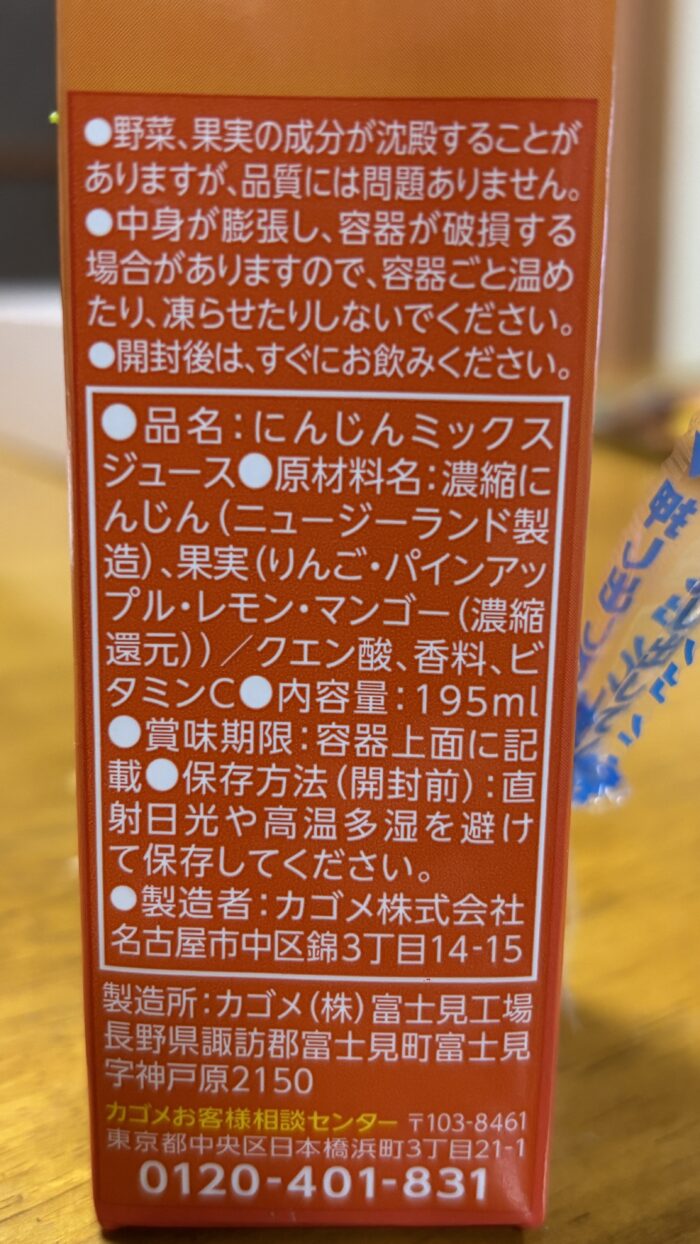 ●野菜、果実の成分が沈殿することが
ありますが、品質には問題ありません。
●中身が膨張し、容器が破損する
場合がありますので、容器ごと温め
たり、凍らせたりしないでください。
●開封後は、すぐにお飲みください。
●品名：にんじんミックス
ジュース●原材料名：濃縮に
んじん（ニュージーランド製
造）、果実（りんご・パインアッ
プル・レモン・マンゴー（濃縮
還元））／クエン酸、香料、ビ
タミンC●内容量：195ml
●賞味期限：容器上面に記
載●保存方法（開封前）：直
射日光や高温多湿を避け
て保存してください。
●製造者：カゴメ株式会社
名古屋市中区錦3丁目14-15
製造所：カゴメ（株）富士見工場
長野県諏訪郡富士見町富士見
字神戸原2150
カゴメお客様相談センター 〒103-8461
東京都中央区日本橋浜町3丁目21-1
0120-401-831